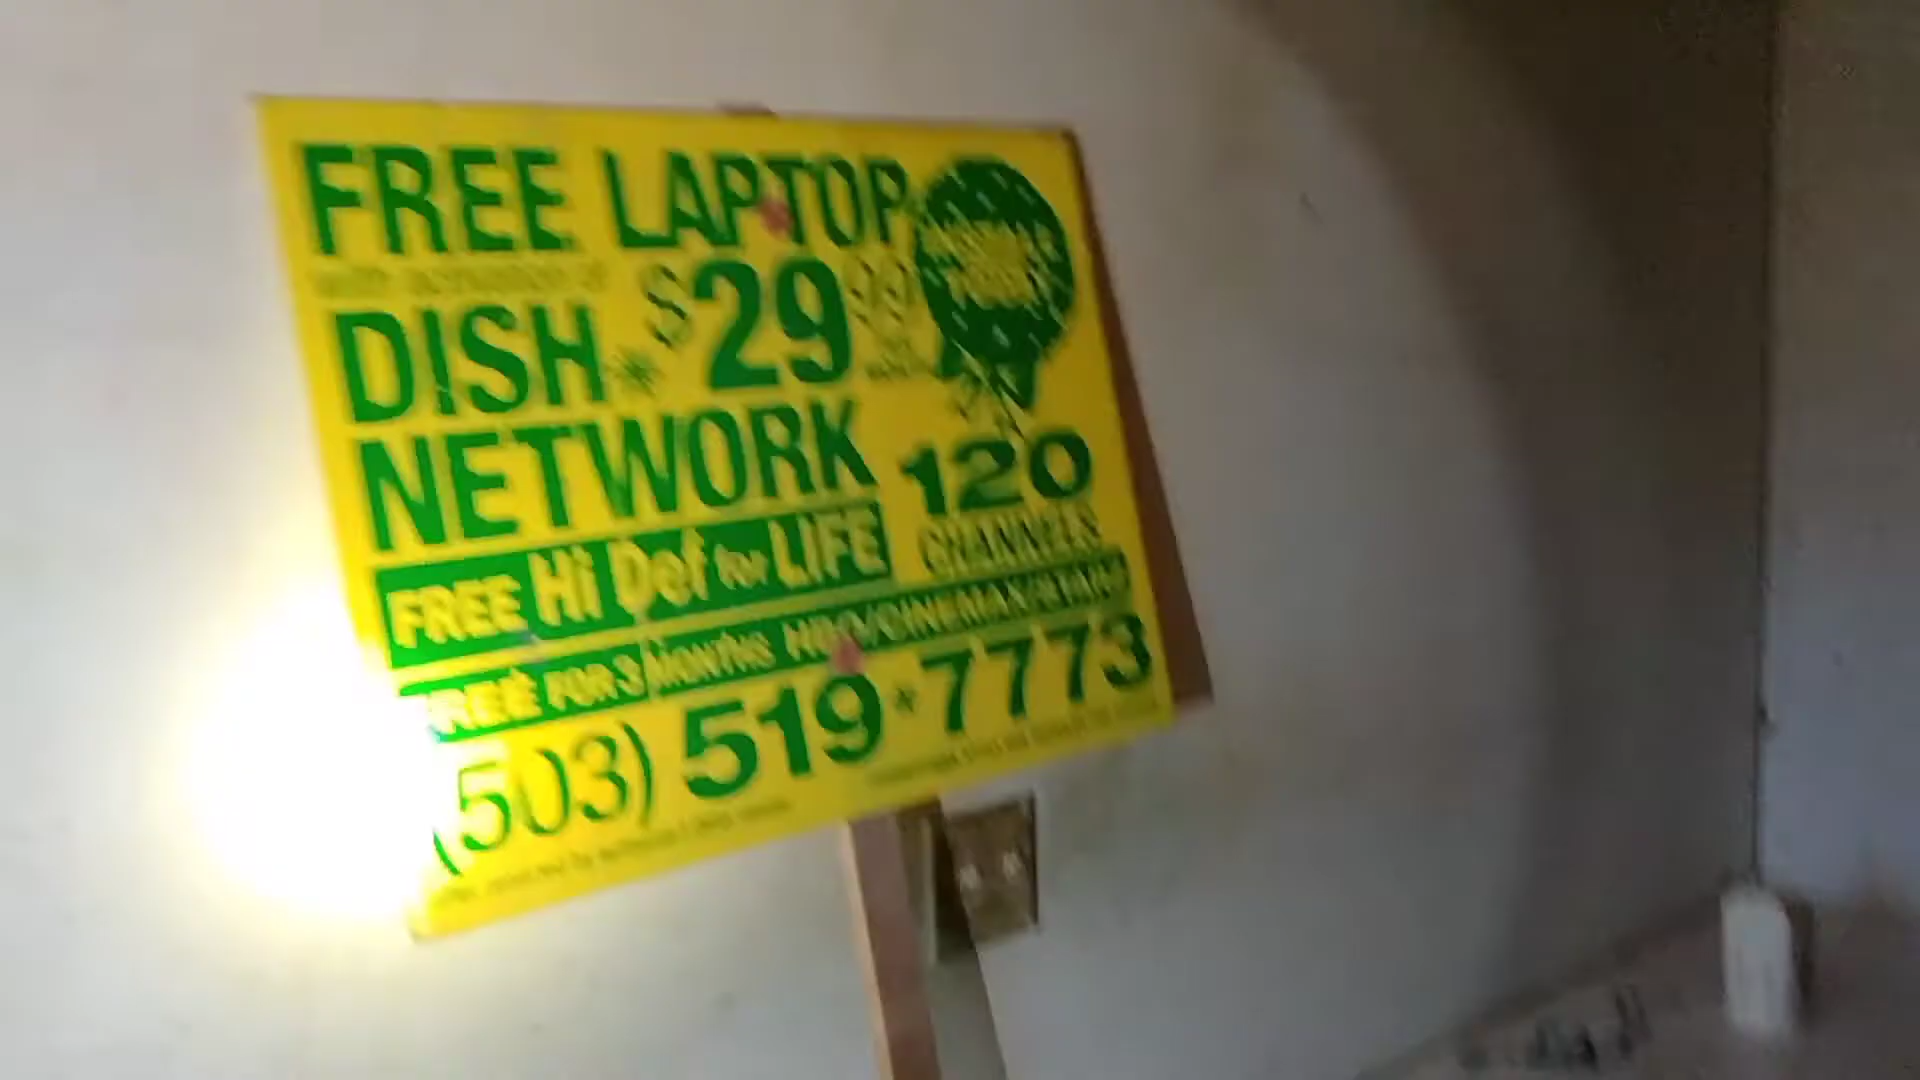 FREE LAPTOP
DISH * $29 99
NETWORK
120
CHANNELS
FREE Hi Def for LIFE
FREE FOR 3 MONTHS HBO/CINEMAX/STARZ
(503) 519*7773